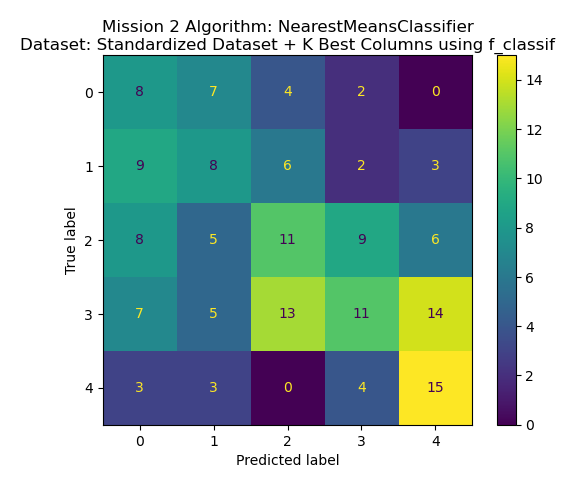 Mission 2 Algorithm: NearestMeansClassifier
Dataset: Standardized Dataset + K Best Columns using f_classif
0 8 7 4 2 0
1 9 8 6 2 3
2 8 5 11 9 6
3 7 5 13 11 14
4 3 3 0 4 15
0 1 2 3 4
Predicted label
True label
14
12
10
8
6
4
2
0